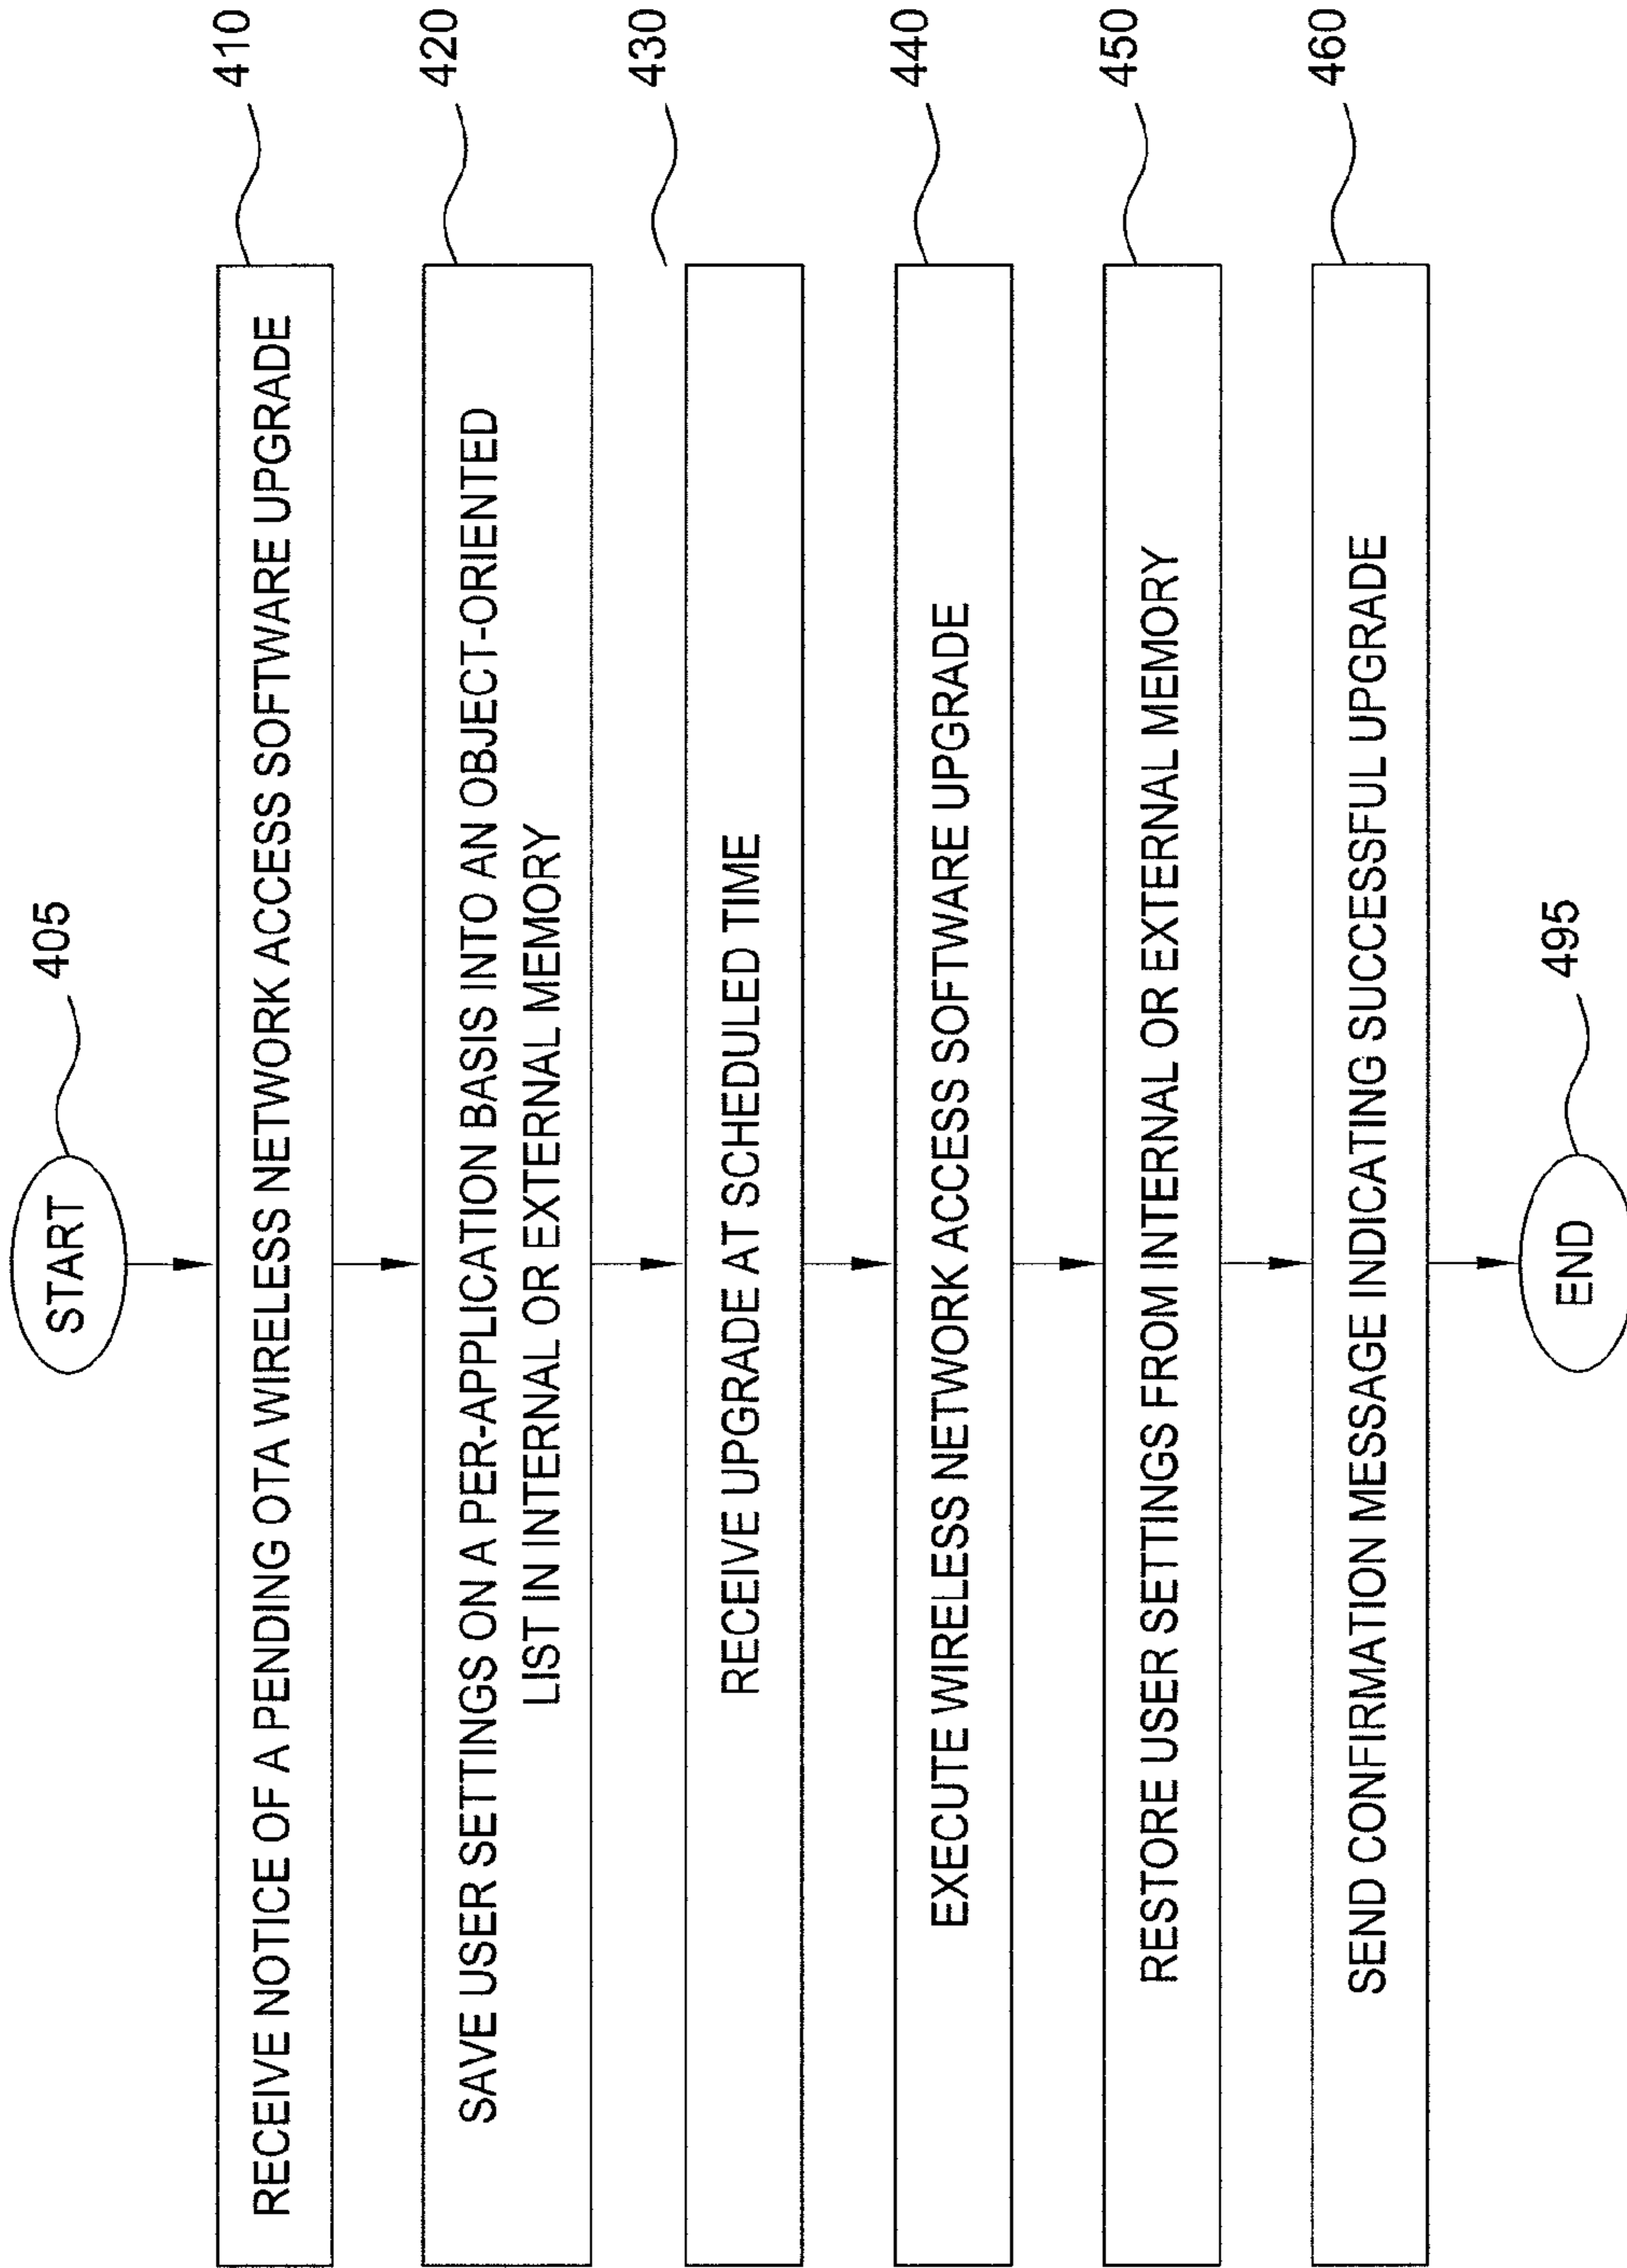 START
405
RECEIVE NOTICE OF A PENDING OTA WIRELESS NETWORK ACCESS SOFTWARE UPGRADE
410
SAVE USER SETTINGS ON A PER-APPLICATION BASIS INTO AN OBJECT-ORIENTED
LIST IN INTERNAL OR EXTERNAL MEMORY
420
RECEIVE UPGRADE AT SCHEDULED TIME
430
EXECUTE WIRELESS NETWORK ACCESS SOFTWARE UPGRADE
440
RESTORE USER SETTINGS FROM INTERNAL OR EXTERNAL MEMORY
450
SEND CONFIRMATION MESSAGE INDICATING SUCCESSFUL UPGRADE
460
END
495